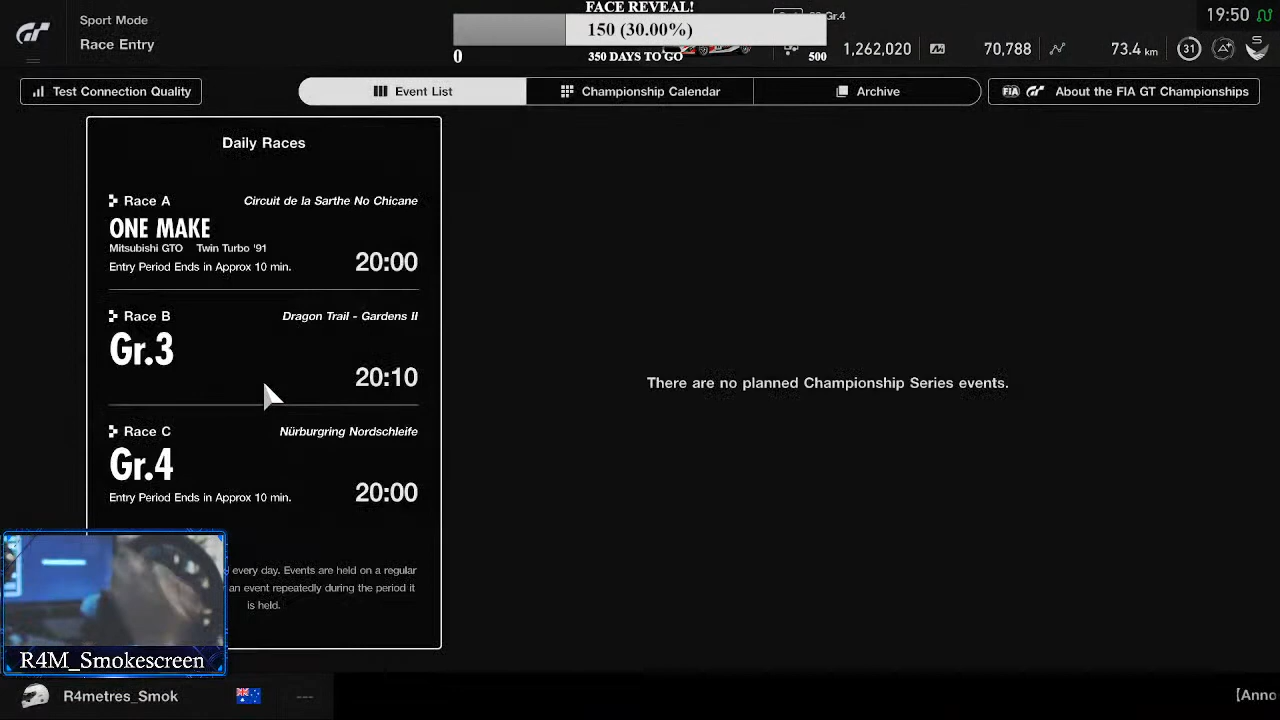 Sport Mode
Race Entry
FACE REVEAL!
150 (30.00%)
0
350 DAYS TO GO
500
Gr.4
1,262,020
70,788
73.4 km
31
S
19:50
Test Connection Quality
Event List
Championship Calendar
Archive
FIA
About the FIA GT Championships
Daily Races
Race A
Circuit de la Sarthe No Chicane
ONE MAKE
Mitsubishi GTO Twin Turbo '91
Entry Period Ends in Approx 10 min.
20:00
Race B
Dragon Trail - Gardens II
Gr.3
20:10
Race C
Nürburgring Nordschleife
Gr.4
Entry Period Ends in Approx 10 min.
20:00
There are no planned Championship Series events.
every day. Events are held on a regular
an event repeatedly during the period it
is held.
R4M_Smokescreen
R4metres_Smok
---
[Anno